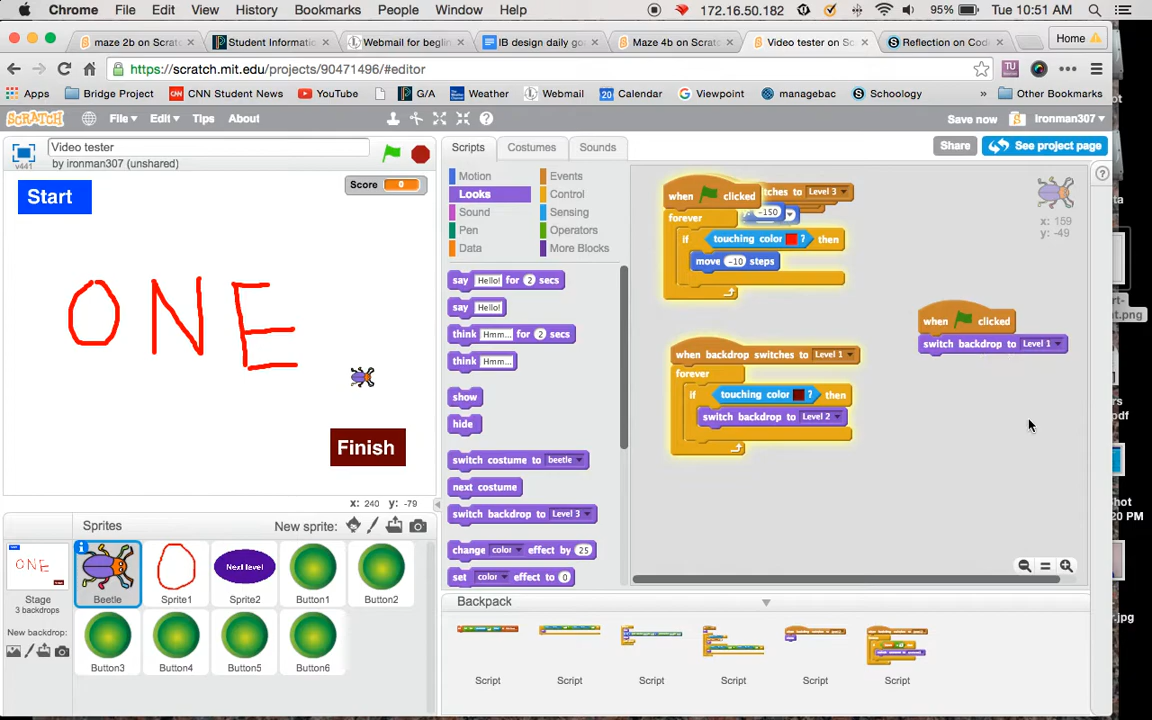 Chrome File Edit View History Bookmarks People Window Help 172.16.50.182 95% Tue 10:51 AM
maze 2b on Scratc Student Informatic Webmail for beglin IB design daily go Maze 4b on Scratc Video tester on Sc Reflection on Cod Home
https://scratch.mit.edu/projects/90471496/#editor
Apps Bridge Project CNN Student News YouTube G/A Weather Webmail 20 Calendar Viewpoint managebac Schoology » Other Bookmarks
SCRATCH File Edit Tips About Save now Ironman307
Video tester
by ironman307 (unshared)
v441
Scripts Costumes Sounds
Share See project page
Start
Score 0
ONE
Finish
x: 240 y: -79
Motion Events
Looks Control
Sound Sensing
Pen Operators
Data More Blocks
say Hello! for 2 secs
say Hello!
think Hmm... for 2 secs
think Hmm...
show
hide
switch costume to beetle
next costume
switch backdrop to Level 3
change color effect by 25
set color effect to 0
when clicked
tches to Level 3
forever
-150
if touching color ? then
move -10 steps
when backdrop switches to Level 1
forever
if touching color ? then
switch backdrop to Level 2
when clicked
switch backdrop to Level 1
x: 159
y: -49
Sprites New sprite:
ONE
Stage
3 backdrops
New backdrop:
Beetle
Sprite1
Next level
Sprite2
Button1
Button2
Button3
Button4
Button5
Button6
Backpack
Script Script Script Script Script Script